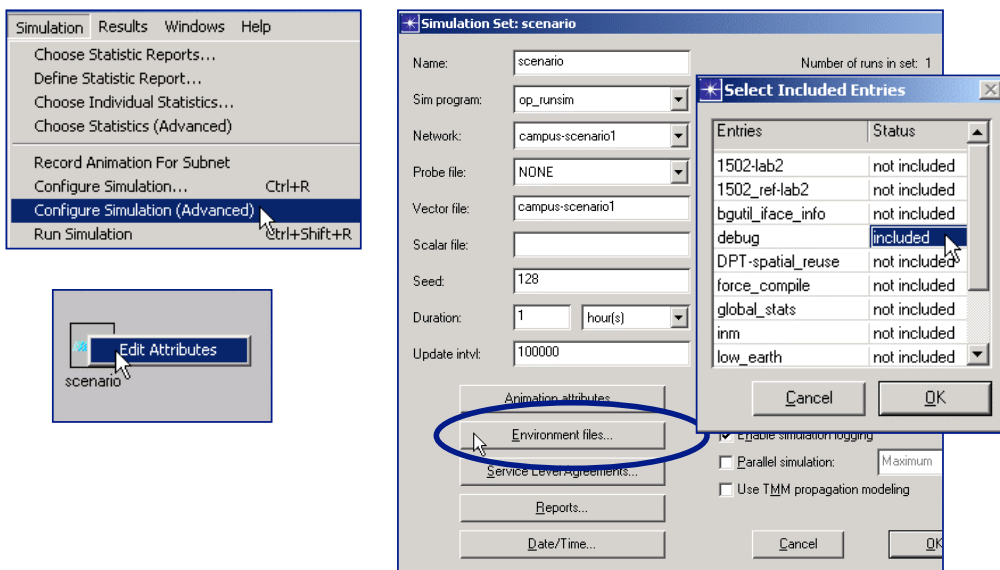 Simulation Results Windows Help
Choose Statistic Reports...
Define Statistic Report...
Choose Individual Statistics...
Choose Statistics (Advanced)
Record Animation For Subnet
Configure Simulation... Ctrl+R
Configure Simulation (Advanced)
Run Simulation Ctrl+Shift+R
Edit Attributes
scenario
Simulation Set: scenario
Name: scenario
Number of runs in set: 1
Sim program: op_runsim
Network: campus-scenario1
Probe file: NONE
Vector file: campus-scenario1
Scalar file:
Seed: 128
Duration: 1 hour(s)
Update intvl: 100000
Animation attributes
Environment files...
Service Level Agreements...
Reports...
Date/Time...
Enable simulation logging
Parallel simulation: Maximum
Use TMM propagation modeling
Cancel OK
Select Included Entries
Entries Status
1502-lab2 not included
1502_ref-lab2 not included
bgutil_iface_info not included
debug included
DPT-spatial_reuse not included
force_compile not included
global_stats not included
inm not included
low_earth not included
Cancel OK